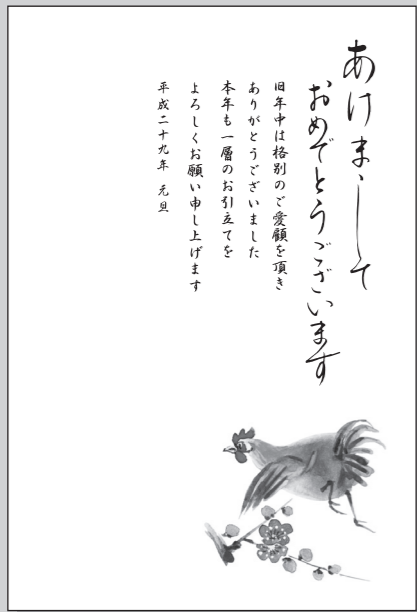 あけまして
おめでとうございます
旧年中は格別のご愛顧を頂き
ありがとうございました
本年も一層のお引立てを
よろしくお願い申し上げます
平成二十九年 元旦